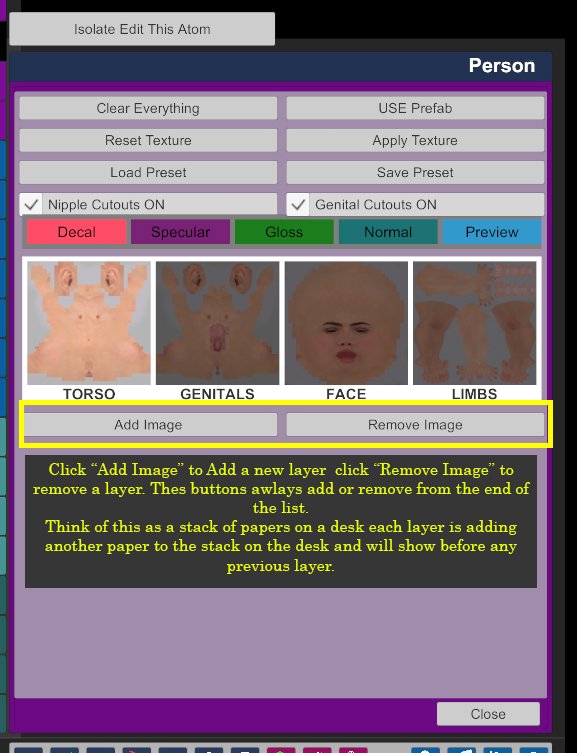 Isolate Edit This Atom
Person
Clear Everything
USE Prefab
Reset Texture
Apply Texture
Load Preset
Save Preset
Nipple Cutouts ON
Genital Cutouts ON
Decal
Specular
Gloss
Normal
Preview
TORSO
GENITALS
FACE
LIMBS
Add Image
Remove Image
Click “Add Image” to Add a new layer  click “Remove Image” to
remove a layer. Thes buttons awlays add or remove from the end of
the list.
Think of this as a stack of papers on a desk each layer is adding
another paper to the stack on the desk and will show before any
previous layer.
Close